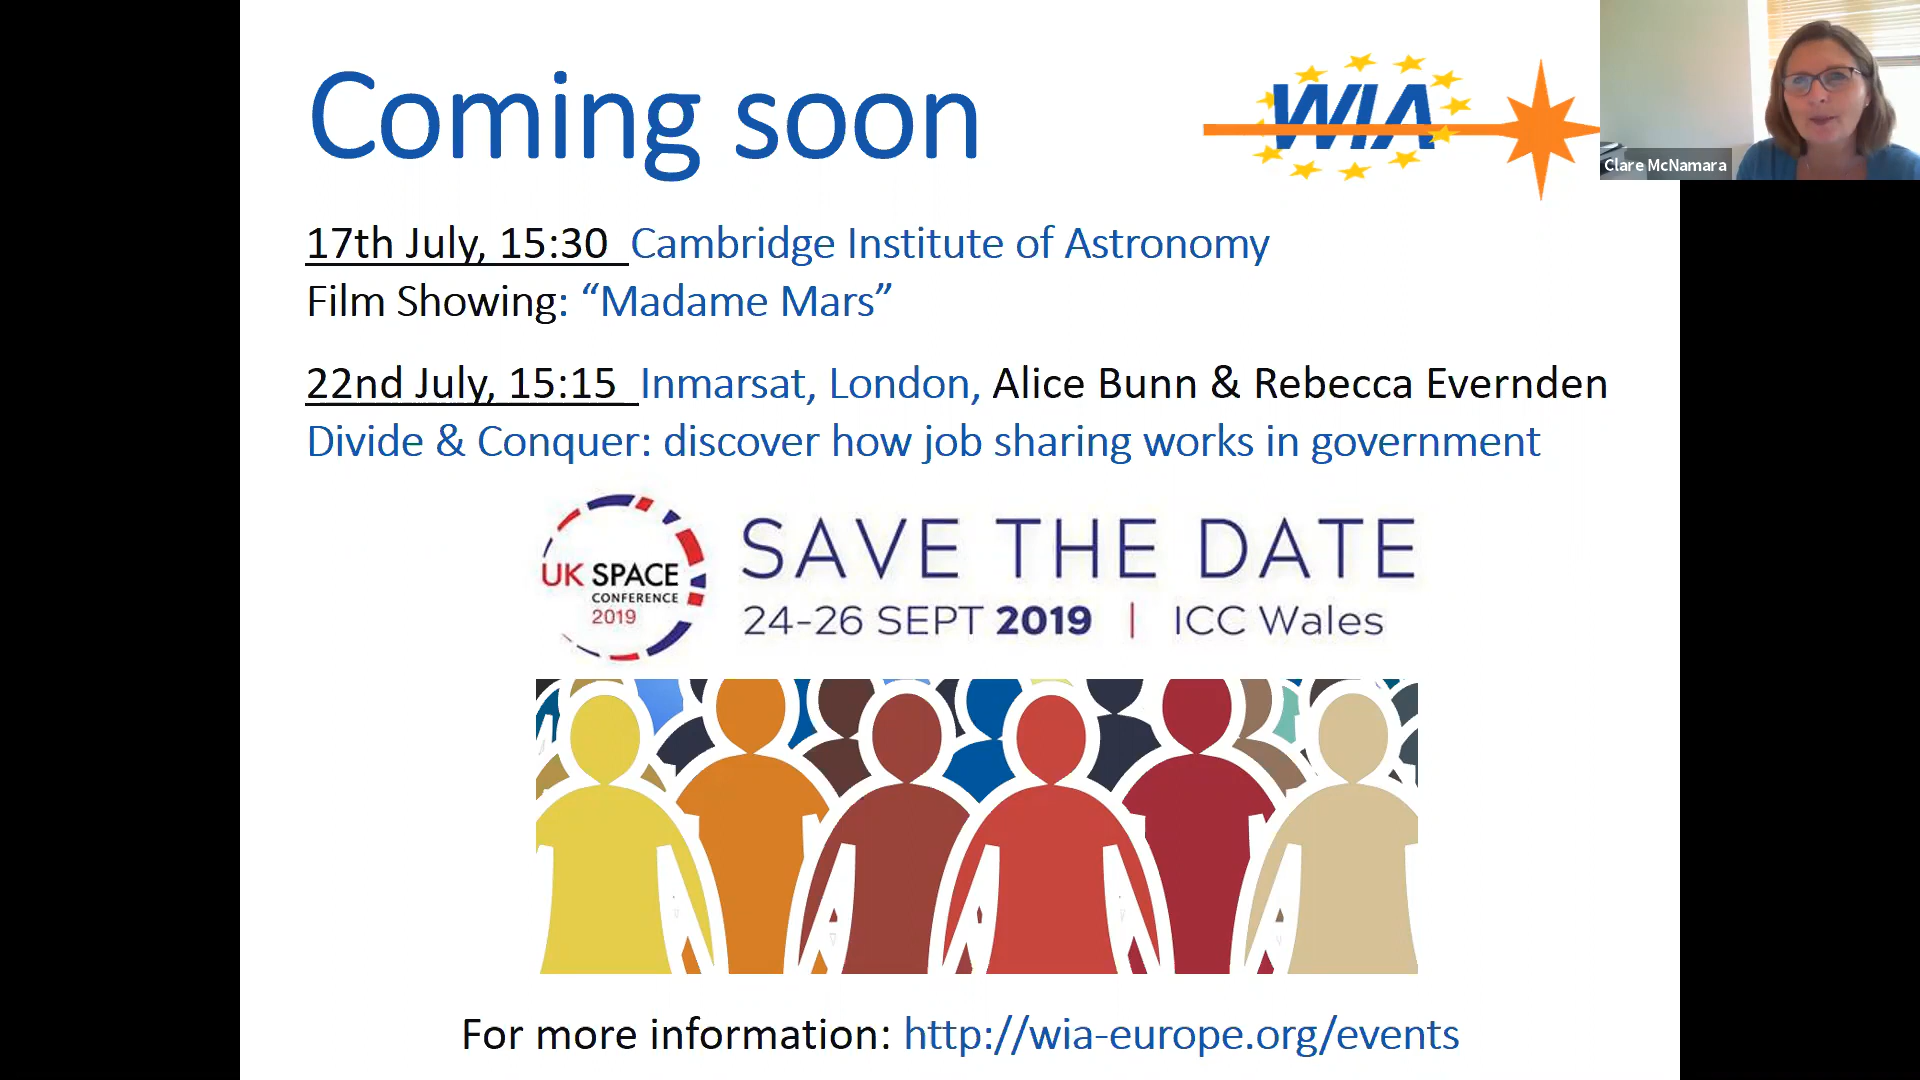 Coming soon
WIA
Clare McNamara
17th July, 15:30 Cambridge Institute of Astronomy
Film Showing: “Madame Mars”
22nd July, 15:15 Inmarsat, London, Alice Bunn & Rebecca Evernden
Divide & Conquer: discover how job sharing works in government
UK SPACE
CONFERENCE
2019
SAVE THE DATE
24-26 SEPT 2019 | ICC Wales
For more information: http://wia-europe.org/events